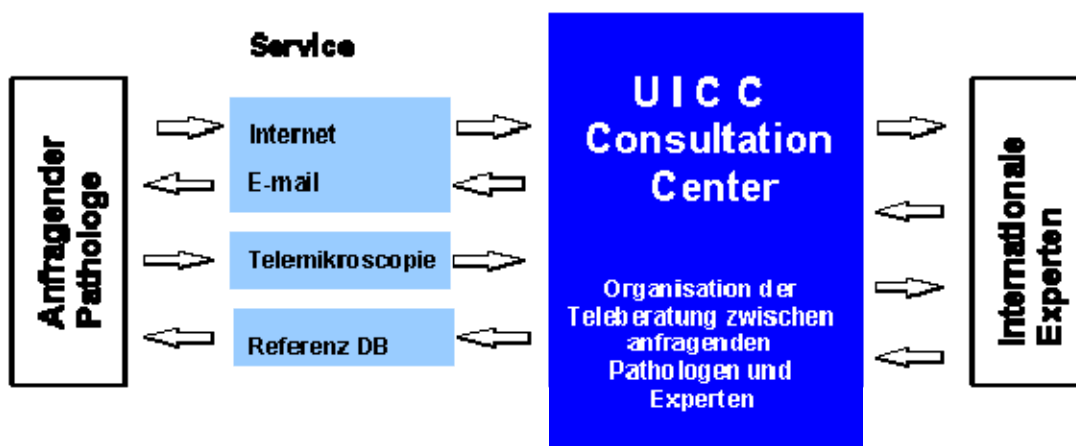 Service
Anfragender
Pathologe
Internet
E-mail
Telemikroscopie
Referenz DB
UICC
Consultation
Center
Organisation der
Teleberatung zwischen
anfragenden
Pathologen und
Experten
Internationale
Experten